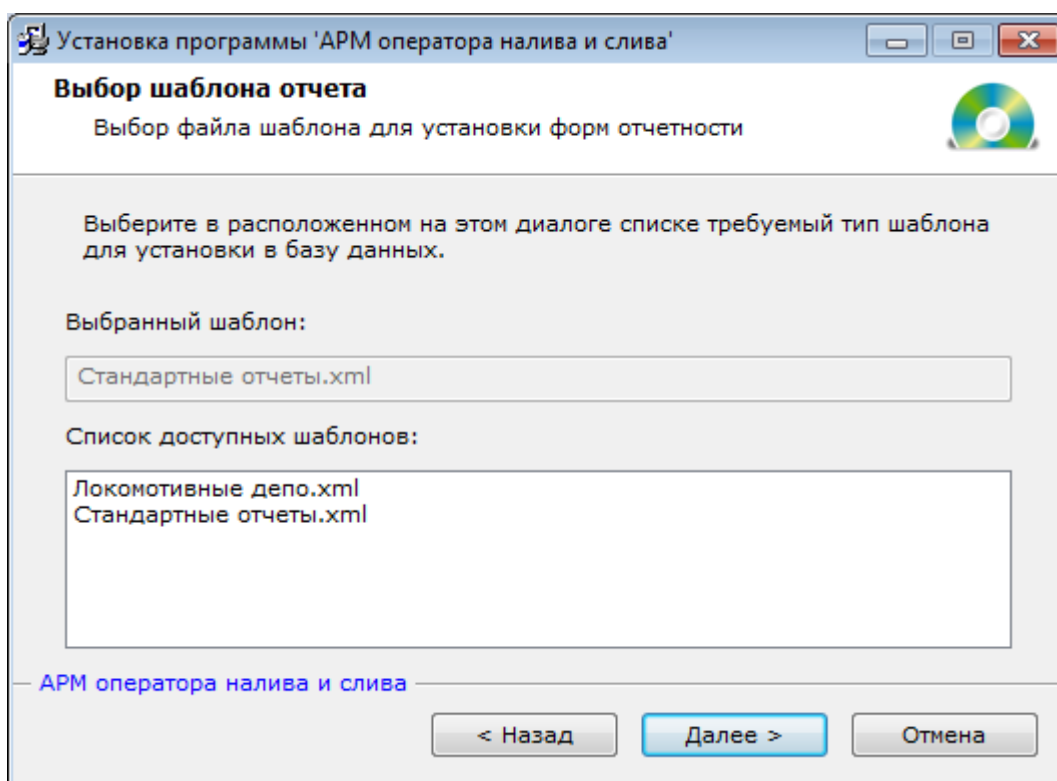 Установка программы 'АРМ оператора налива и слива'
Выбор шаблона отчета
Выбор файла шаблона для установки форм отчетности
Выберите в расположенном на этом диалоге списке требуемый тип шаблона
для установки в базу данных.
Выбранный шаблон:
Стандартные отчеты.xml
Список доступных шаблонов:
Локомотивные депо.xml
Стандартные отчеты.xml
АРМ оператора налива и слива
< Назад
Далее >
Отмена